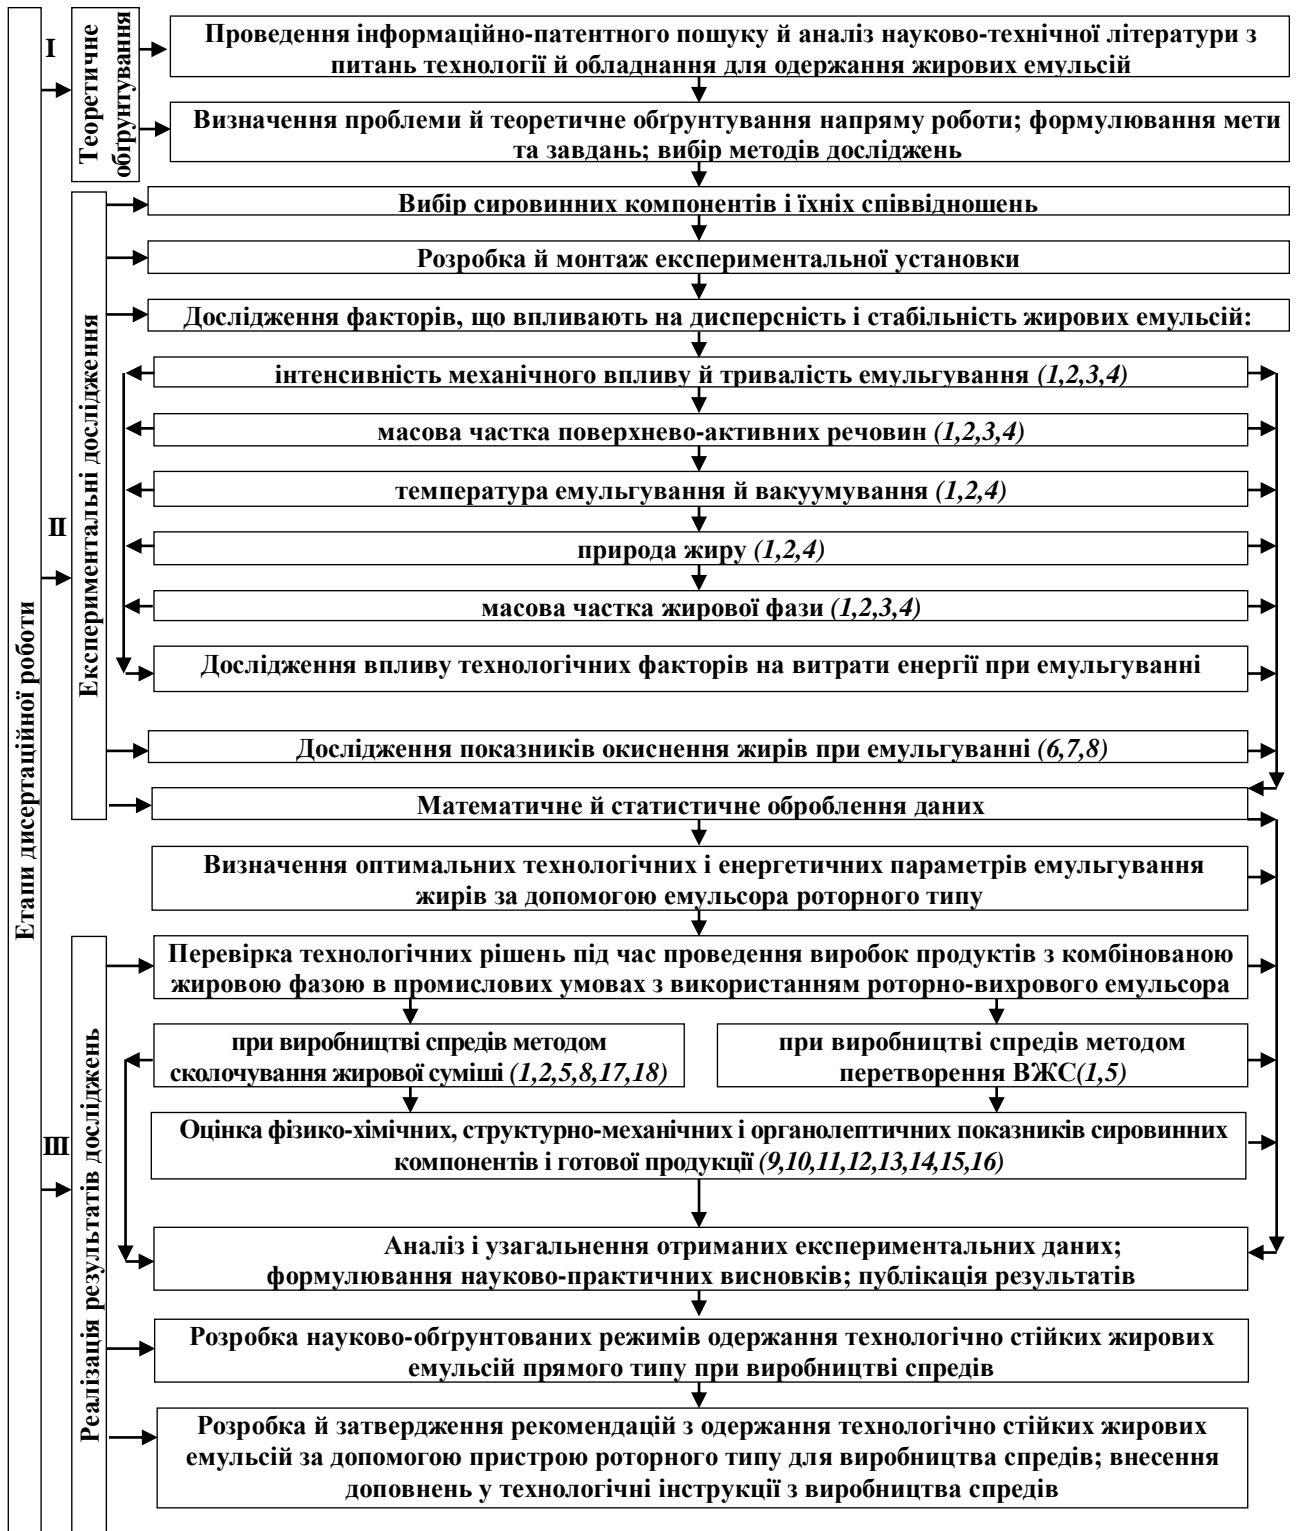 Етапи дисертаційної роботи
I
Теоретичне
обґрунтування
Проведення інформаційно-патентного пошуку й аналіз науково-технічної літератури з
питань технології й обладнання для одержання жирових емульсій
Визначення проблеми й теоретичне обґрунтування напряму роботи; формулювання мети
та завдань; вибір методів досліджень
II
Експериментальні дослідження
Вибір сировинних компонентів і їхніх співвідношень
Розробка й монтаж експериментальної установки
Дослідження факторів, що впливають на дисперсність і стабільність жирових емульсій:
інтенсивність механічного впливу й тривалість емульгування (1,2,3,4)
масова частка поверхнево-активних речовин (1,2,3,4)
температура емульгування й вакуумування (1,2,4)
природа жиру (1,2,4)
масова частка жирової фази (1,2,3,4)
Дослідження впливу технологічних факторів на витрати енергії при емульгуванні
Дослідження показників окиснення жирів при емульгуванні (6,7,8)
Математичне й статистичне оброблення даних
Визначення оптимальних технологічних і енергетичних параметрів емульгування
жирів за допомогою емульсора роторного типу
III
Реалізація результатів досліджень
Перевірка технологічних рішень під час проведення виробок продуктів з комбінованою
жировою фазою в промислових умовах з використанням роторно-вихрового емульсора
при виробництві спредів методом
сколочування жирової суміші (1,2,5,8,17,18)
при виробництві спредів методом
перетворення ВЖС(1,5)
Оцінка фізико-хімічних, структурно-механічних і органолептичних показників сировинних
компонентів і готової продукції (9,10,11,12,13,14,15,16)
Аналіз і узагальнення отриманих експериментальних даних;
формулювання науково-практичних висновків; публікація результатів
Розробка науково-обґрунтованих режимів одержання технологічно стійких жирових
емульсій прямого типу при виробництві спредів
Розробка й затвердження рекомендацій з одержання технологічно стійких жирових
емульсій за допомогою пристрою роторного типу для виробництва спредів; внесення
доповнень у технологічні інструкції з виробництва спредів